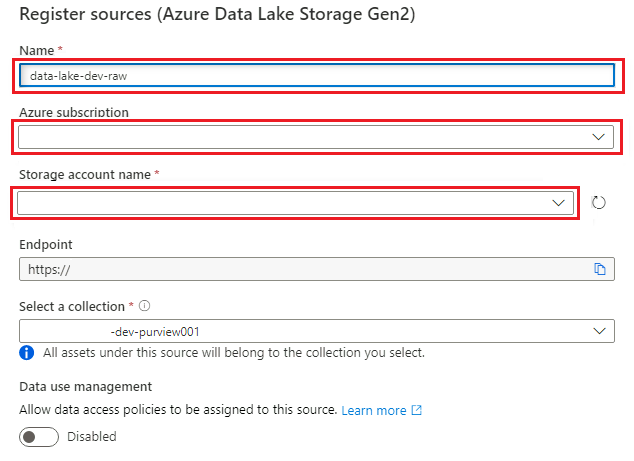 Register sources (Azure Data Lake Storage Gen2)
Name *
data-lake-dev-raw
Azure subscription
Storage account name *
Endpoint
https://
Select a collection *
-dev-purview001
All assets under this source will belong to the collection you select.
Data use management
Allow data access policies to be assigned to this source. Learn more
Disabled